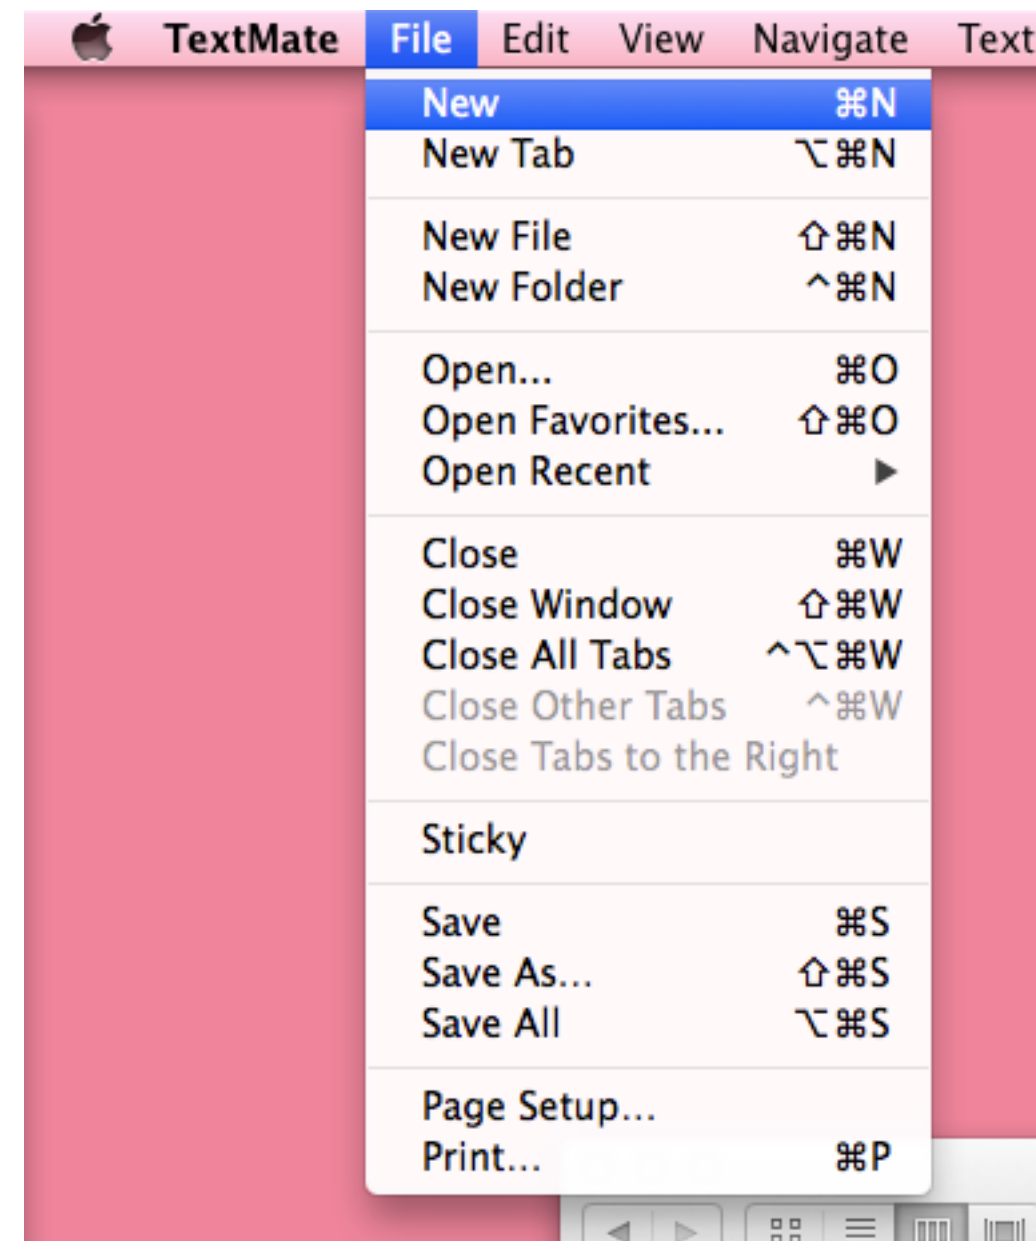 TextMate File Edit View Navigate Text
New ⌘N
New Tab ⌥⌘N
New File ⇧⌘N
New Folder ^⌘N
Open... ⌘O
Open Favorites... ⇧⌘O
Open Recent ▶
Close ⌘W
Close Window ⇧⌘W
Close All Tabs ^⌥⌘W
Close Other Tabs ^⌘W
Close Tabs to the Right
Sticky
Save ⌘S
Save As... ⇧⌘S
Save All ⌥⌘S
Page Setup...
Print... ⌘P